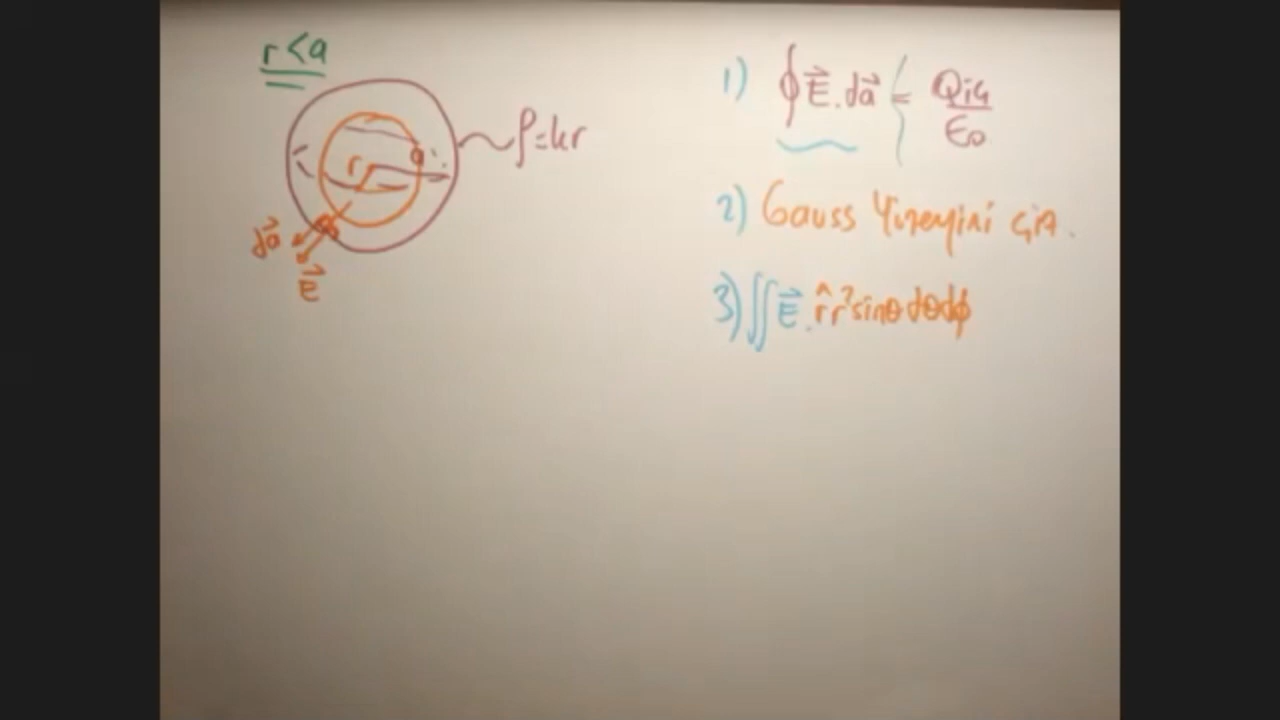 r<a
ρ=kr
a
r
da⃗
E⃗
1) ∮E⃗.da⃗ = Qiç/ε0
2) Gauss Yüzeyini çiz.
3) ∬E⃗.r̂r²sinθdθdϕ